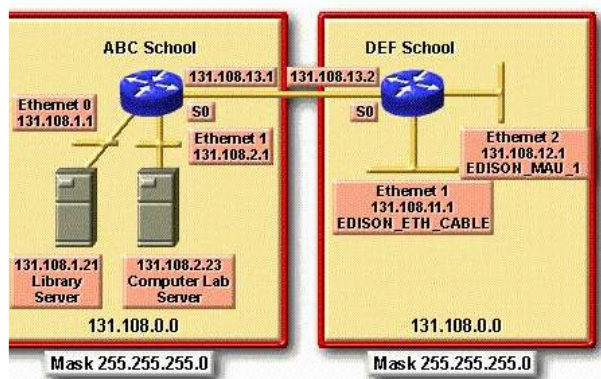 ABC School
DEF School
131.108.13.1
131.108.13.2
Ethernet 0
131.108.1.1
S0
S0
Ethernet 1
131.108.2.1
Ethernet 2
131.108.12.1
EDISON_MAU_1
Ethernet 1
131.108.11.1
EDISON_ETH_CABLE
131.108.1.21
Library
Server
131.108.2.23
Computer Lab
Server
131.108.0.0
131.108.0.0
Mask 255.255.255.0
Mask 255.255.255.0